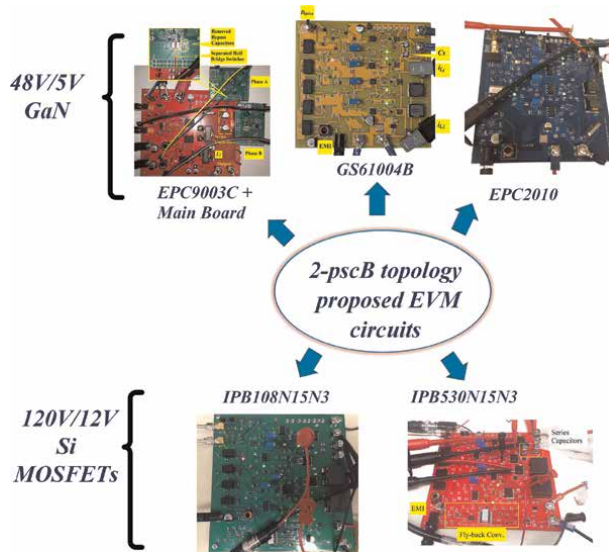 Removed
Bypass
Capacitors
Separated Half
Bridge Switches
Phase A
Phase B
EMI
48V/5V
GaN
EPC9003C +
Main Board
GS61004B
EPC2010
2-pscB topology
proposed EVM
circuits
120V/12V
Si
MOSFETs
IPB108N15N3
IPB530N15N3
Series
Capacitors
EMI
Fly-back Conv.